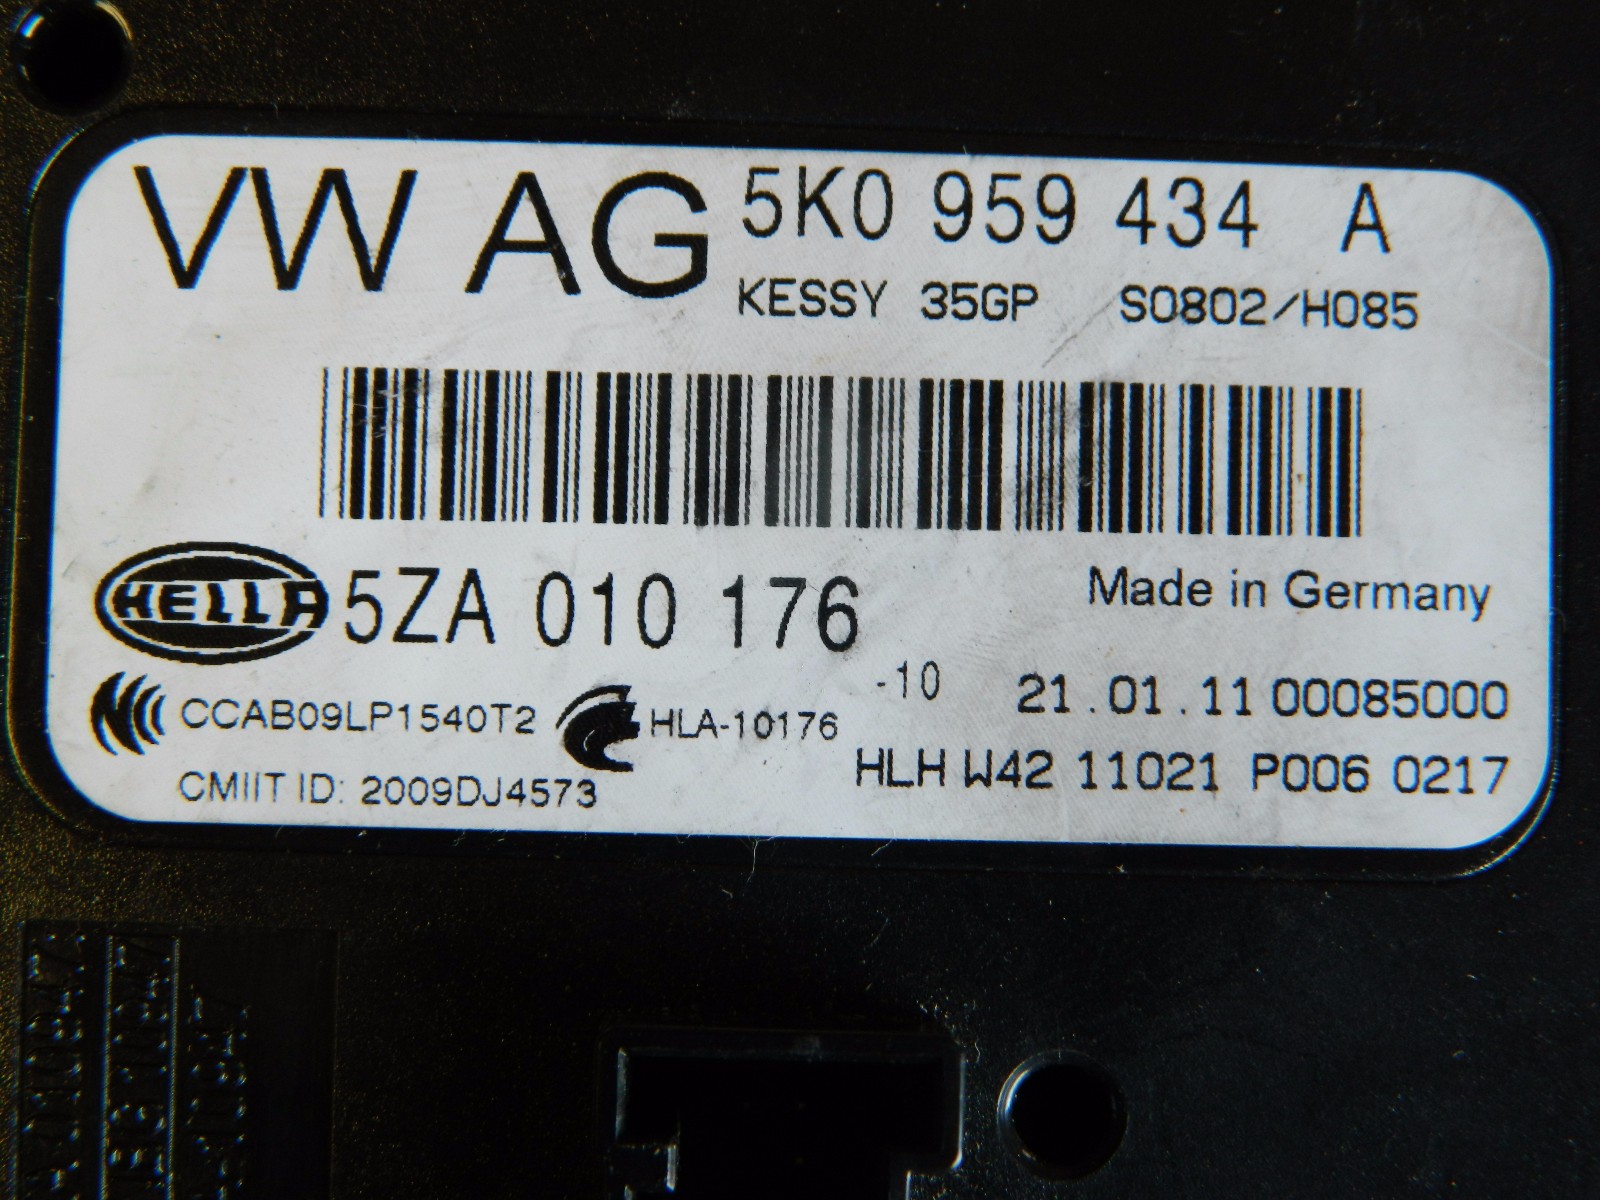 VW AG 5K0 959 434 A
KESSY 35GP S0802/H085
HELLA 5ZA 010 176 Made in Germany
-10 21.01.11 00085000
CCAB09LP1540T2 HLA-10176
HLH W42 11021 P006 0217
CMIIT ID: 2009DJ4573